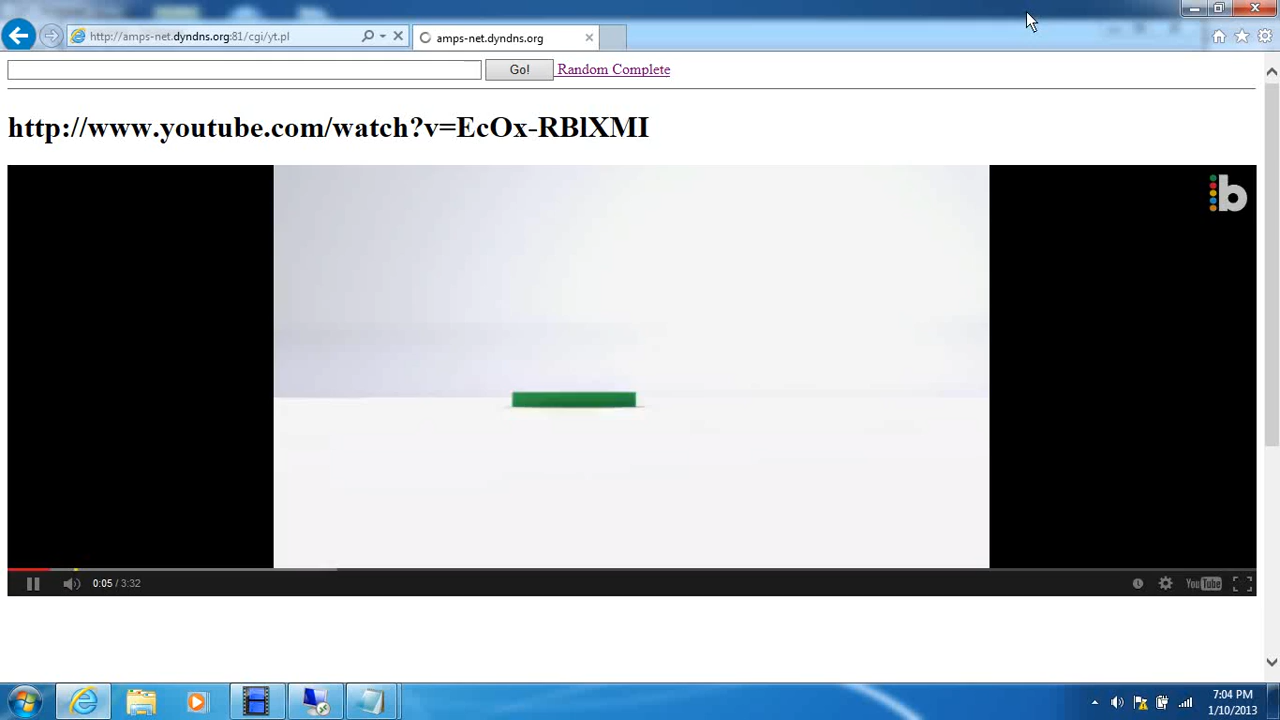 http://amps-net.dyndns.org:81/cgi/yt.pl
amps-net.dyndns.org
Go!
Random Complete
http://www.youtube.com/watch?v=EcOx-RBlXMI
b
0:05 / 3:32
YouTube
7:04 PM
1/10/2013